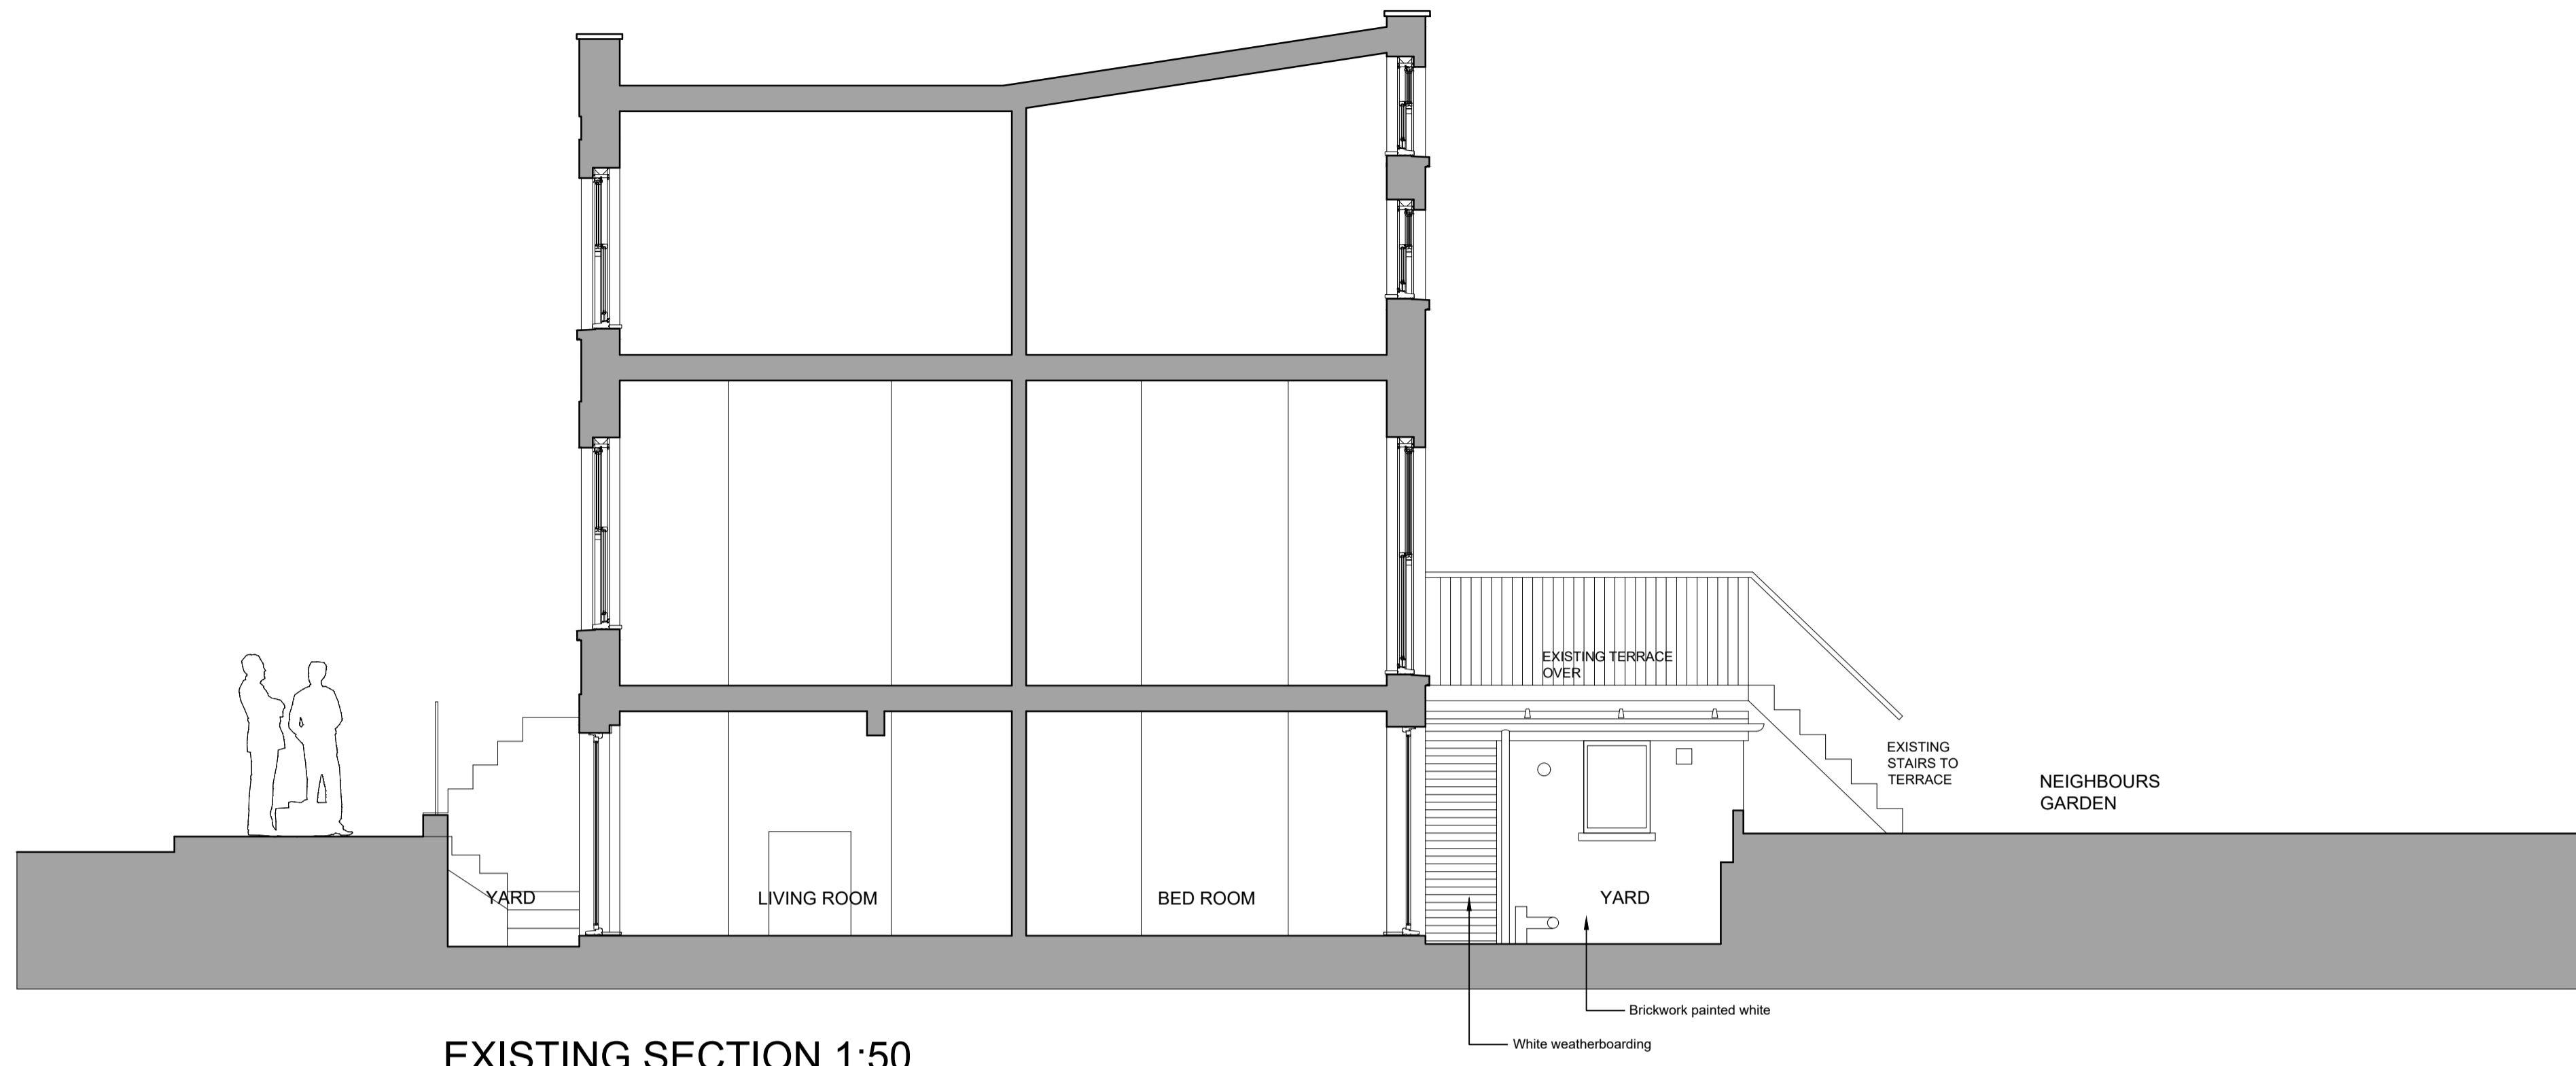 EXISTING TERRACE
OVER
EXISTING
STAIRS TO
TERRACE
NEIGHBOURS
GARDEN
YARD
LIVING ROOM
BED ROOM
YARD
Brickwork painted white
White weatherboarding
EXISTING SECTION 1:50